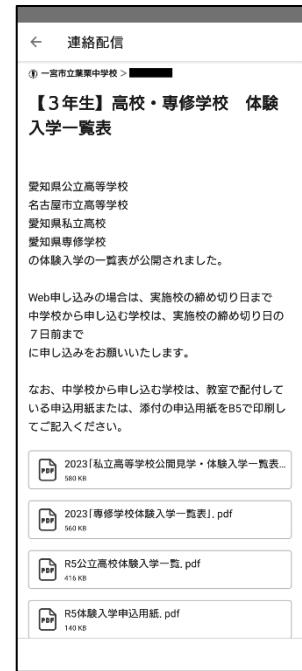 ← 連絡配信
一宮市立葉栗中学校 >
【3年生】高校・専修学校　体験
入学一覧表
愛知県公立高等学校
名古屋市立高等学校
愛知県私立高校
愛知県専修学校
の体験入学の一覧表が公開されました。
Web申し込みの場合は、実施校の締め切り日まで
中学校から申し込む学校は、実施校の締め切り日の
７日前まで
に申し込みをお願いいたします。
なお、中学校から申し込む学校は、教室で配付して
いる申込用紙または、添付の申込用紙をB5で印刷し
てご記入ください。
PDF 2023「私立高等学校公開見学・体験入学一覧表...
580 KB
PDF 2023「専修学校体験入学一覧表」.pdf
560 KB
PDF R5公立高校体験入学一覧.pdf
416 KB
PDF R5体験入学申込用紙.pdf
140 KB